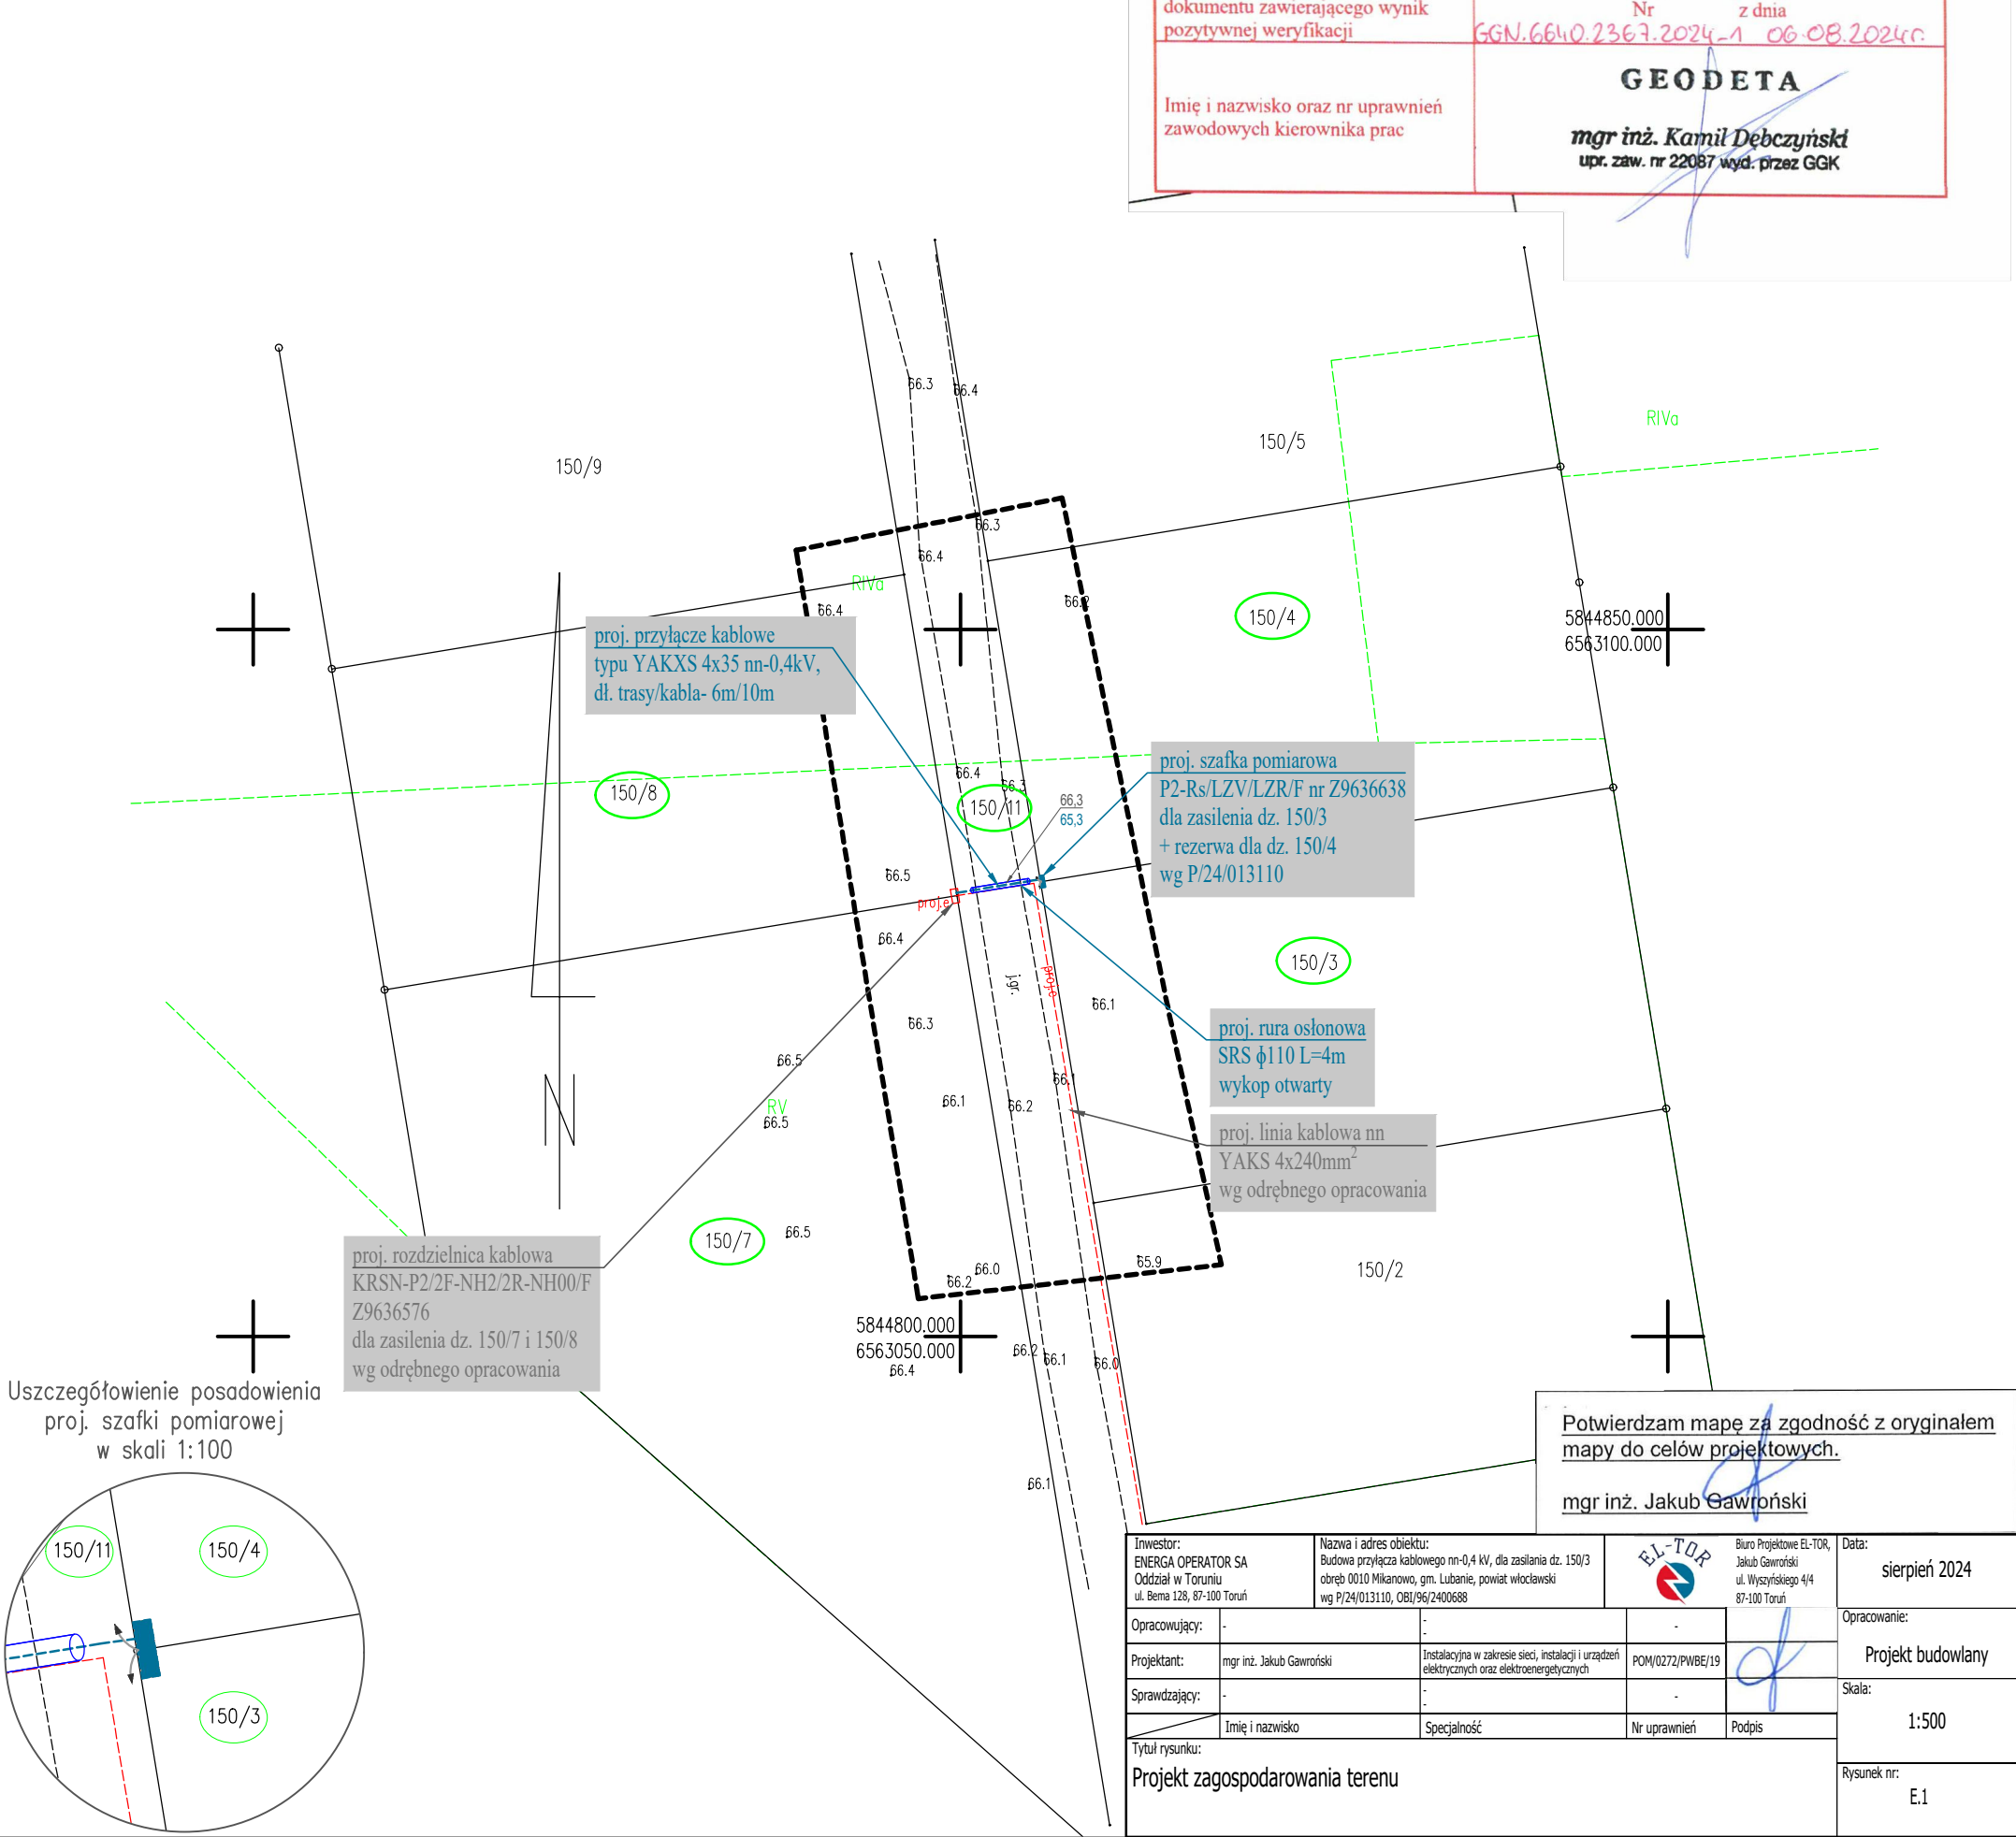 dokumentu zawierającego wynik
pozytywnej weryfikacji
Nr z dnia
GGN.6640.2367.2024-1 06.08.2024r.
Imię i nazwisko oraz nr uprawnień
zawodowych kierownika prac
GEODETA
mgr inż. Kamil Dębczyński
upr. zaw. nr 22087 wyd. przez GGK
66.3
66.4
RIVa
150/5
150/9
66.3
66.4
RIVa
66.4
66.2
150/4
5844850.000
6563100.000
proj. przyłącze kablowe
typu YAKXS 4x35 nn-0,4kV,
dł. trasy/kabla- 6m/10m
66.4
66.3
150/8
150/11
66,3
65,3
proj. szafka pomiarowa
P2-Rs/LZV/LZR/F nr Z9636638
dla zasilenia dz. 150/3
+ rezerwa dla dz. 150/4
wg P/24/013110
66.5
proj.e
66.4
150/3
j.gr.
proj.e
66.1
66.3
proj. rura osłonowa
SRS ϕ110 L=4m
wykop otwarty
66.5
66.1
66.1
66.2
RV
66.5
N
proj. linia kablowa nn
YAKS 4x240mm²
wg odrębnego opracowania
150/7
66.5
66.0
66.2
65.9
150/2
proj. rozdzielnica kablowa
KRSN-P2/2F-NH2/2R-NH00/F
Z9636576
dla zasilenia dz. 150/7 i 150/8
wg odrębnego opracowania
5844800.000
6563050.000
66.4
66.2
66.1
66.0
66.1
Uszczegółowienie posadowienia
proj. szafki pomiarowej
w skali 1:100
150/11
150/4
150/3
Potwierdzam mapę za zgodność z oryginałem
mapy do celów projektowych.
mgr inż. Jakub Gawroński
Inwestor:
ENERGA OPERATOR SA
Oddział w Toruniu
ul. Bema 128, 87-100 Toruń
Nazwa i adres obiektu:
Budowa przyłącza kablowego nn-0,4 kV, dla zasilania dz. 150/3
obręb 0010 Mikanowo, gm. Lubanie, powiat włocławski
wg P/24/013110, OBI/96/2400688
EL-TOR
Biuro Projektowe EL-TOR,
Jakub Gawroński
ul. Wyszyńskiego 4/4
87-100 Toruń
Data:
sierpień 2024
Opracowujący: - - - -
Opracowanie:
Projekt budowlany
Projektant: mgr inż. Jakub Gawroński
Instalacyjna w zakresie sieci, instalacji i urządzeń
elektrycznych oraz elektroenergetycznych
POM/0272/PWBE/19
Sprawdzający: - - - -
Skala:
1:500
Imię i nazwisko Specjalność Nr uprawnień Podpis
Tytuł rysunku:
Projekt zagospodarowania terenu
Rysunek nr:
E.1